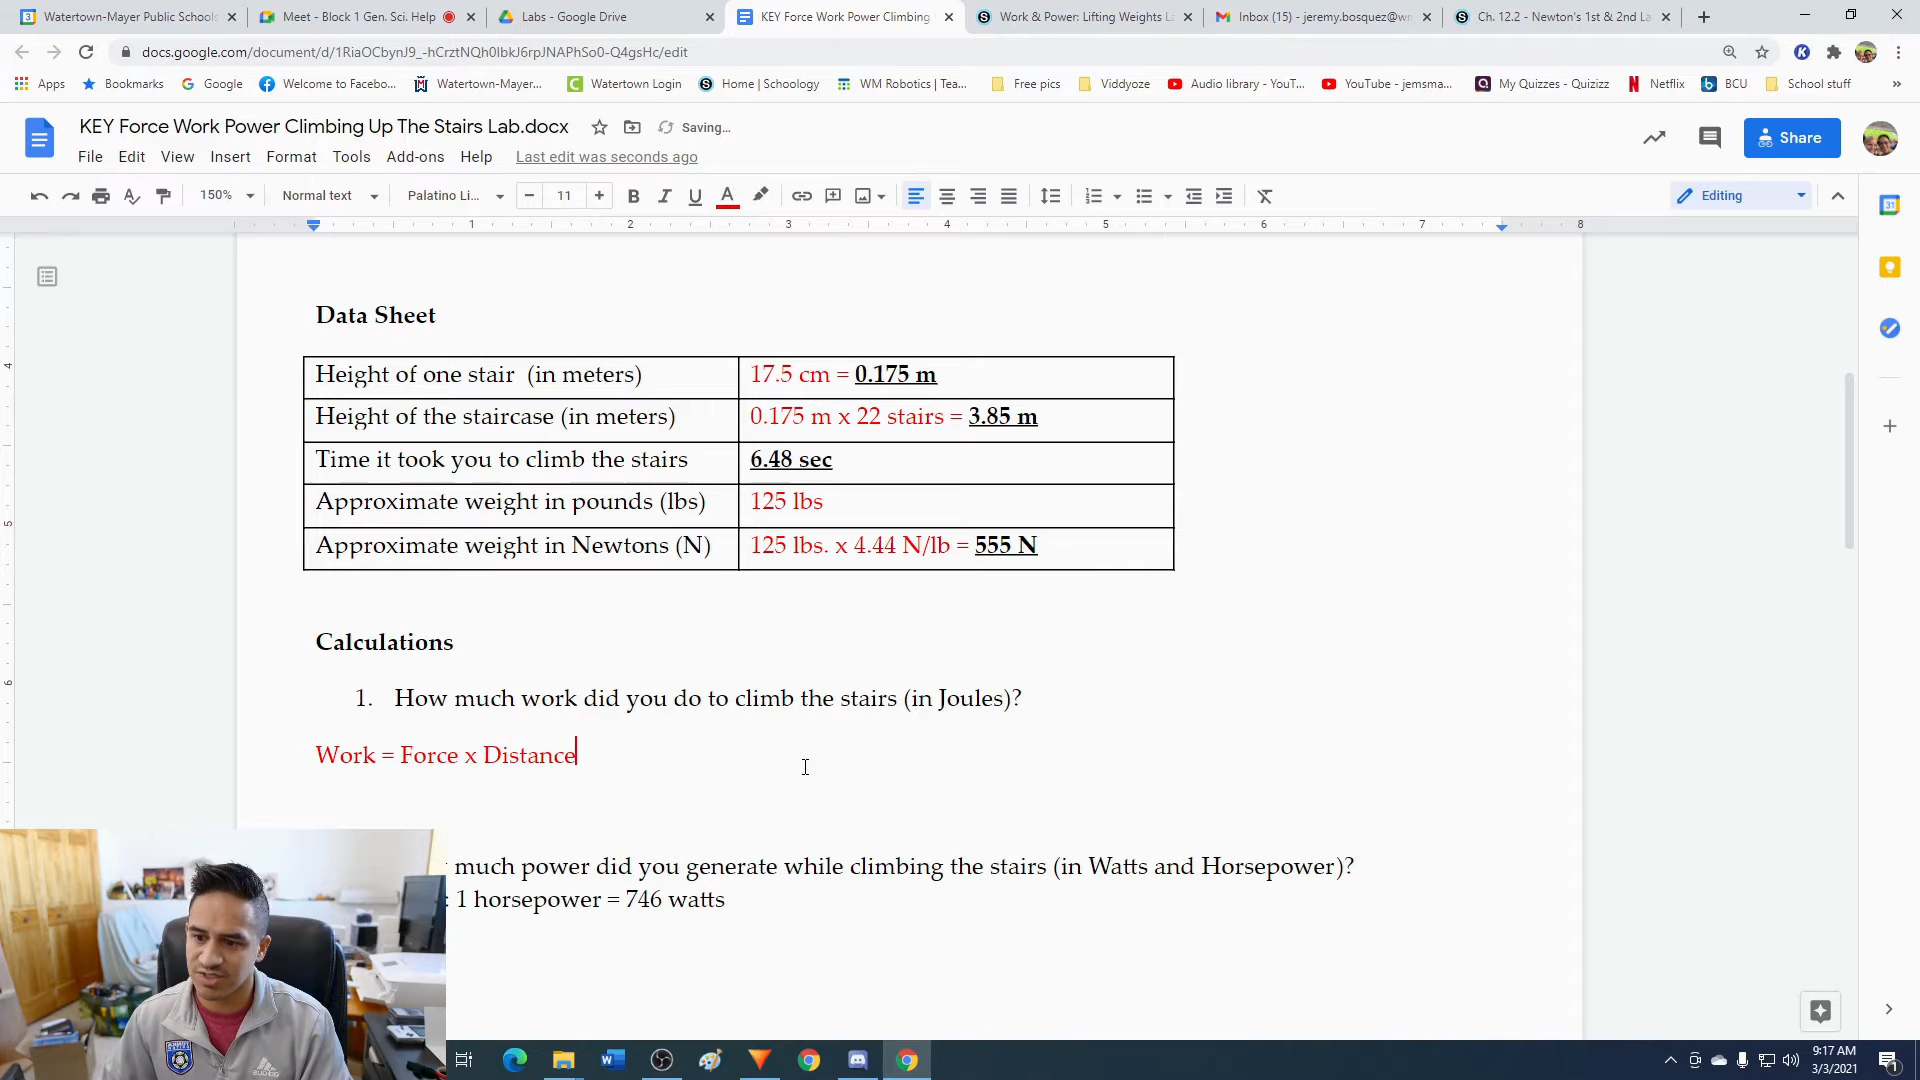 Watertown-Mayer Public Schools
Meet - Block 1 Gen. Sci. Help
Labs - Google Drive
KEY Force Work Power Climbing
Work & Power: Lifting Weights La
Inbox (15) - jeremy.bosquez@wm
Ch. 12.2 - Newton's 1st & 2nd La
docs.google.com/document/d/1RiaOCbynJ9_-hCrztNQh0lbkJ6rpJNAPhSo0-Q4gsHc/edit
Apps
Bookmarks
Google
Welcome to Facebo...
Watertown-Mayer...
Watertown Login
Home | Schoology
WM Robotics | Tea...
Free pics
Viddyoze
Audio library - YouT...
YouTube - jemsma...
My Quizzes - Quizizz
Netflix
BCU
School stuff
KEY Force Work Power Climbing Up The Stairs Lab.docx
Saving...
Share
File Edit View Insert Format Tools Add-ons Help Last edit was seconds ago
150% Normal text Palatino Li... 11 Editing
1 2 3 4 5 6 7 8
Data Sheet
Height of one stair (in meters) 17.5 cm = 0.175 m
Height of the staircase (in meters) 0.175 m x 22 stairs = 3.85 m
Time it took you to climb the stairs 6.48 sec
Approximate weight in pounds (lbs) 125 lbs
Approximate weight in Newtons (N) 125 lbs. x 4.44 N/lb = 555 N
Calculations
1. How much work did you do to climb the stairs (in Joules)?
Work = Force x Distance
much power did you generate while climbing the stairs (in Watts and Horsepower)?
: 1 horsepower = 746 watts
9:17 AM
3/3/2021